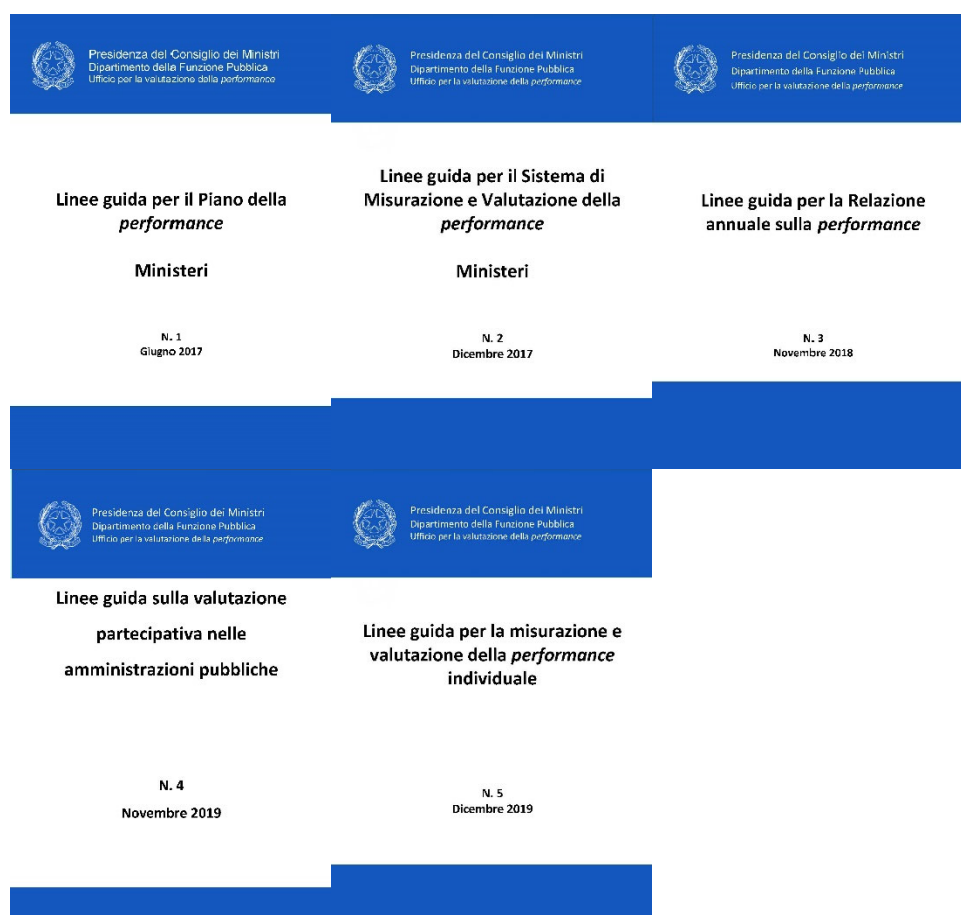 Presidenza del Consiglio dei Ministri
Dipartimento della Funzione Pubblica
Ufficio per la valutazione della performance
Linee guida per il Piano della
performance
Ministeri
N. 1
Giugno 2017
Presidenza del Consiglio dei Ministri
Dipartimento della Funzione Pubblica
Ufficio per la valutazione della performance
Linee guida per il Sistema di
Misurazione e Valutazione della
performance
Ministeri
N. 2
Dicembre 2017
Presidenza del Consiglio dei Ministri
Dipartimento della Funzione Pubblica
Ufficio per la valutazione della performance
Linee guida per la Relazione
annuale sulla performance
N. 3
Novembre 2018
Presidenza del Consiglio dei Ministri
Dipartimento della Funzione Pubblica
Ufficio per la valutazione della performance
Linee guida sulla valutazione
partecipativa nelle
amministrazioni pubbliche
N. 4
Novembre 2019
Presidenza del Consiglio dei Ministri
Dipartimento della Funzione Pubblica
Ufficio per la valutazione della performance
Linee guida per la misurazione e
valutazione della performance
individuale
N. 5
Dicembre 2019